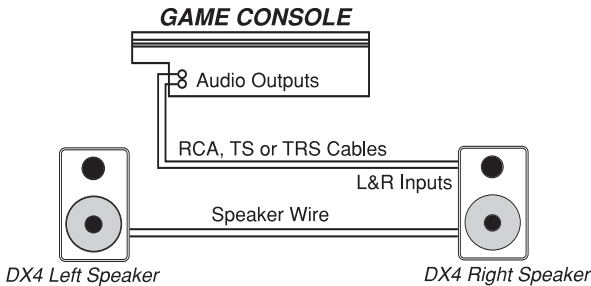 GAME CONSOLE
Audio Outputs
RCA, TS or TRS Cables
L&R Inputs
Speaker Wire
DX4 Left Speaker
DX4 Right Speaker